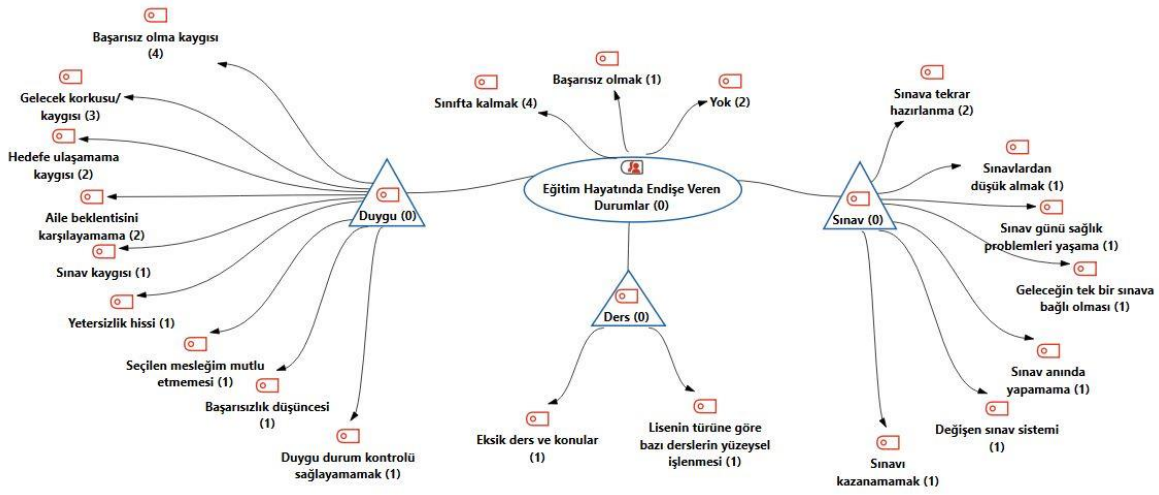 Başarısız olma kaygısı
(4)
Gelecek korkusu/
kaygısı (3)
Hedefe ulaşamama
kaygısı (2)
Aile beklentisini
karşılayamama (2)
Sınav kaygısı (1)
Yetersizlik hissi (1)
Seçilen mesleğim mutlu
etmemesi (1)
Başarısızlık düşüncesi
(1)
Duygu durum kontrolü
sağlayamamak (1)
Duygu (0)
Sınıfta kalmak (4)
Başarısız olmak (1)
Yok (2)
Eğitim Hayatında Endişe Veren
Durumlar (0)
Ders (0)
Eksik ders ve konular
(1)
Lisenin türüne göre
bazı derslerin yüzeysel
işlenmesi (1)
Sınav (0)
Sınava tekrar
hazırlanma (2)
Sınavlardan
düşük almak (1)
Sınav günü sağlık
problemleri yaşama (1)
Geleceğin tek bir sınava
bağlı olması (1)
Sınav anında
yapamama (1)
Değişen sınav sistemi
(1)
Sınavı
kazanamamak (1)